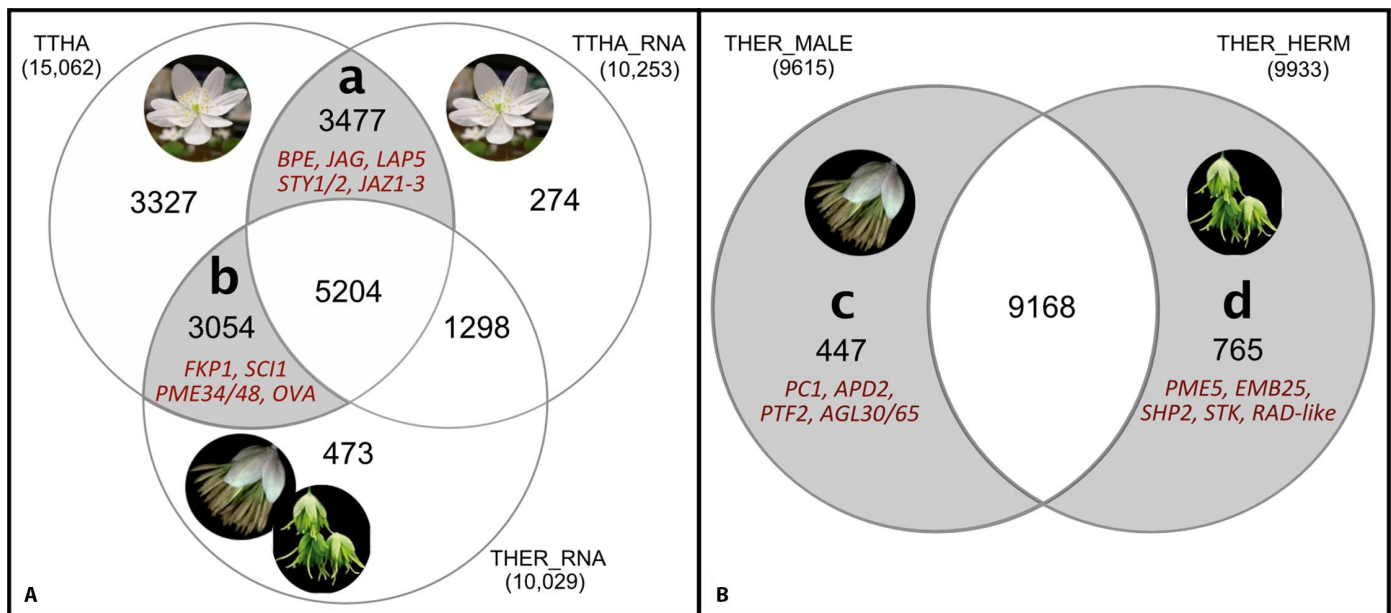 TTHA
(15,062)
TTHA_RNA
(10,253)
a
3477
BPE, JAG, LAP5
STY1/2, JAZ1-3
3327
274
b
3054
FKP1, SCI1
PME34/48, OVA
5204
1298
473
THER_RNA
(10,029)
A
THER_MALE
(9615)
THER_HERM
(9933)
c
447
PC1, APD2,
PTF2, AGL30/65
9168
d
765
PME5, EMB25,
SHP2, STK, RAD-like
B